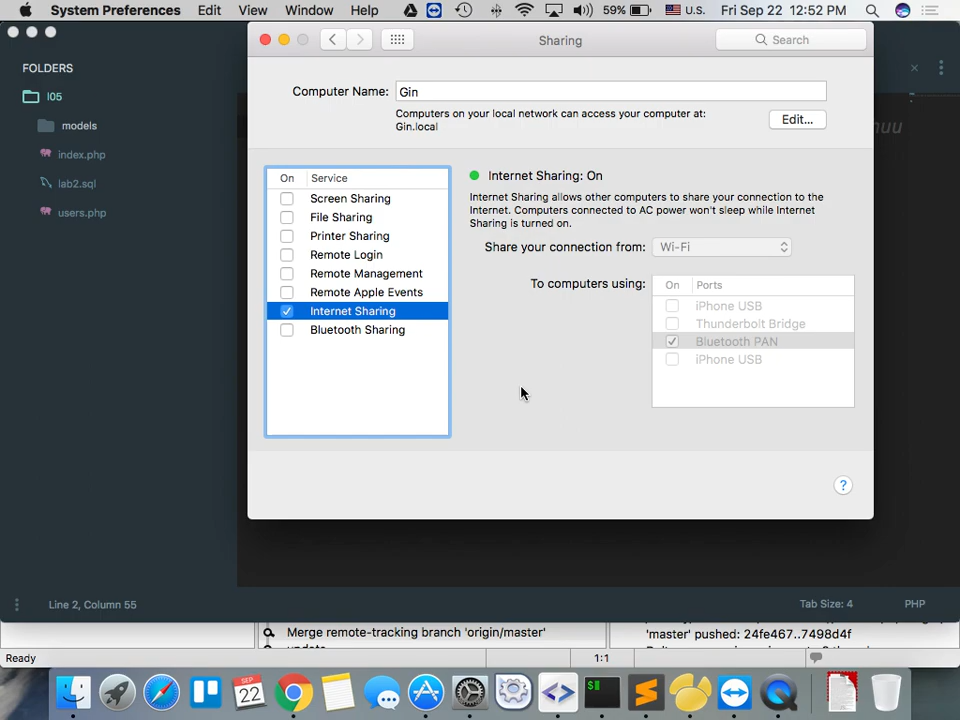 System Preferences Edit View Window Help 59% U.S. Fri Sep 22 12:52 PM
Sharing
Search
FOLDERS
l05
models
index.php
lab2.sql
users.php
Computer Name: Gin
Computers on your local network can access your computer at:
Gin.local
Edit...
On Service
Screen Sharing
File Sharing
Printer Sharing
Remote Login
Remote Management
Remote Apple Events
Internet Sharing
Bluetooth Sharing
Internet Sharing: On
Internet Sharing allows other computers to share your connection to the
Internet. Computers connected to AC power won't sleep while Internet
Sharing is turned on.
Share your connection from: Wi-Fi
To computers using:
On Ports
iPhone USB
Thunderbolt Bridge
Bluetooth PAN
iPhone USB
?
Line 2, Column 55
Tab Size: 4
PHP
Merge remote-tracking branch 'origin/master'
'master' pushed: 24fe467..7498d4f
Ready
1:1
SEP
22